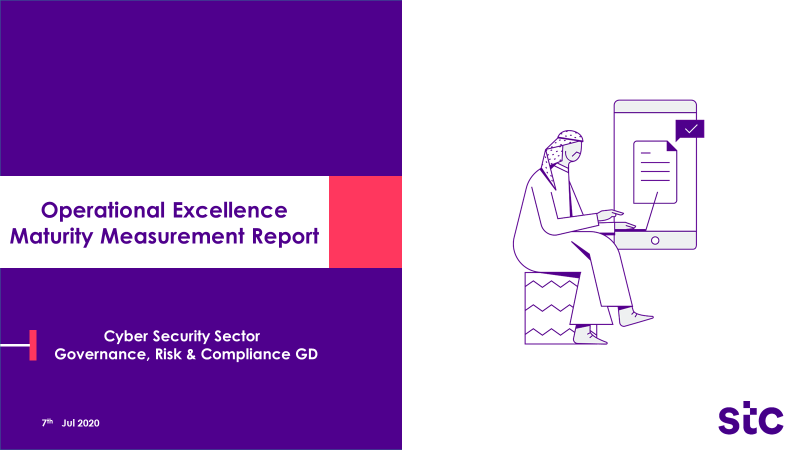 Operational Excellence
Maturity Measurement Report
Cyber Security Sector
Governance, Risk & Compliance GD
7th Jul 2020
stc